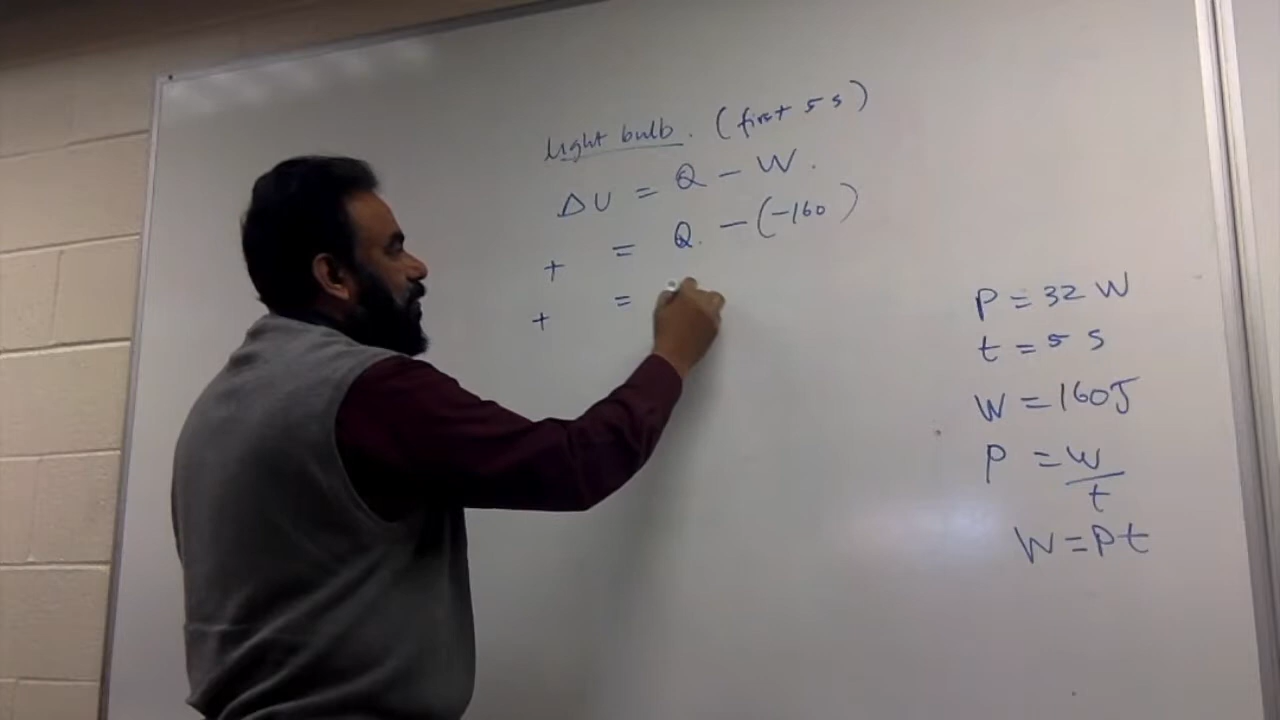 light bulb. (first 5 s)
ΔU = Q - W.
+ = Q. - (-160)
+ =
P = 32 W
t = 5 s
W = 160J
P = W/t
W = Pt